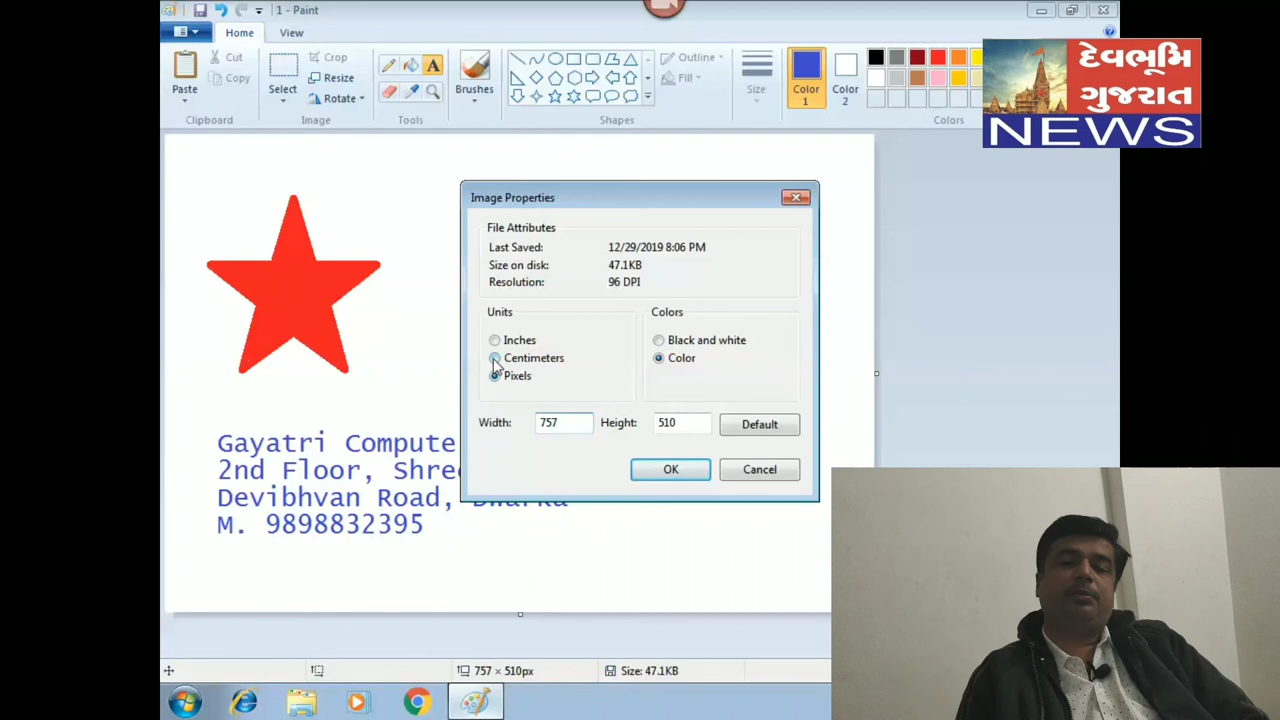 1 - Paint
Home
View
Paste
Cut
Copy
Clipboard
Select
Crop
Resize
Rotate
Image
Tools
Brushes
Shapes
Outline
Fill
Size
Color
1
Color
2
Colors
દેવભૂમિ
ગુજરાત
NEWS
Image Properties
File Attributes
Last Saved: 12/29/2019 8:06 PM
Size on disk: 47.1KB
Resolution: 96 DPI
Units
Inches
Centimeters
Pixels
Colors
Black and white
Color
Width: 757 Height: 510 Default
OK Cancel
Gayatri Compute
2nd Floor, Shree
Devibhvan Road, Dwarka
M. 9898832395
757 × 510px
Size: 47.1KB